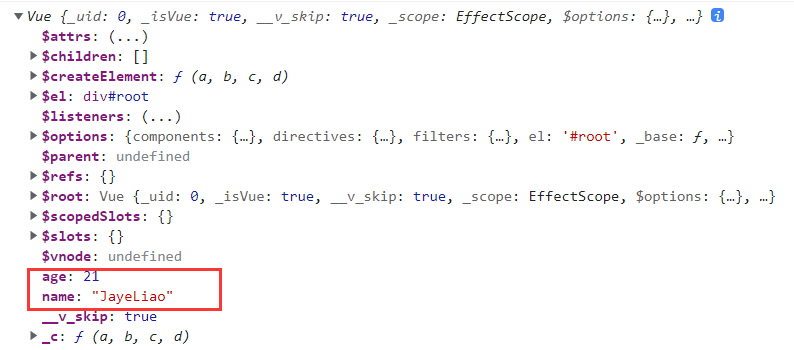 ▼Vue {_uid: 0, _isVue: true, __v_skip: true, _scope: EffectScope, $options: {…}, …} i
$attrs: (...)
▶$children: []
▶$createElement: ƒ (a, b, c, d)
▶$el: div#root
$listeners: (...)
▶$options: {components: {…}, directives: {…}, filters: {…}, el: '#root', _base: ƒ, …}
$parent: undefined
▶$refs: {}
▶$root: Vue {_uid: 0, _isVue: true, __v_skip: true, _scope: EffectScope, $options: {…}, …}
▶$scopedSlots: {}
▶$slots: {}
$vnode: undefined
age: 21
name: "JayeLiao"
__v_skip: true
▶_c: ƒ (a, b, c, d)